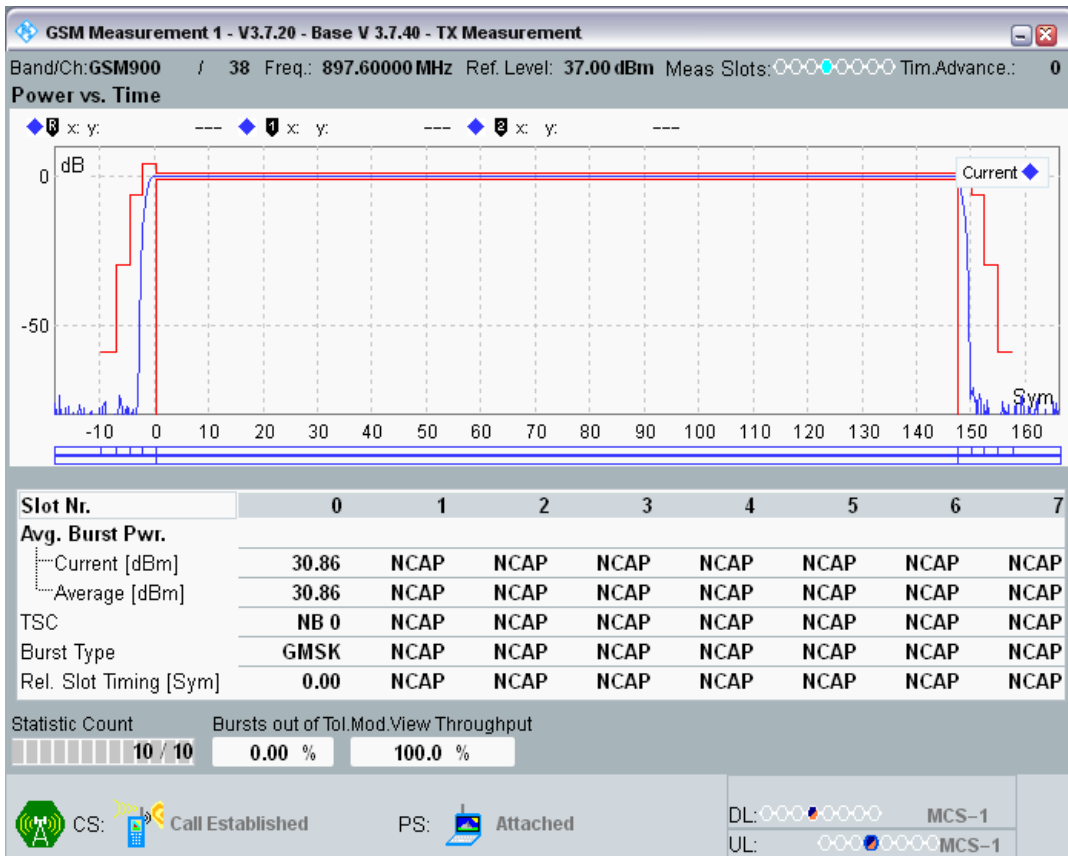 GSM Measurement 1 - V3.7.20 - Base V 3.7.40 - TX Measurement
Band/Ch:GSM900 / 38 Freq.: 897.60000 MHz Ref. Level: 37.00 dBm Meas Slots: Tim.Advance.: 0
Power vs. Time
R x: y: --- 1 x: y: --- 2 x: y: ---
dB
Current
0
-50
Sym
-10 0 10 20 30 40 50 60 70 80 90 100 110 120 130 140 150 160
Slot Nr. 0 1 2 3 4 5 6 7
Avg. Burst Pwr.
Current [dBm] 30.86 NCAP NCAP NCAP NCAP NCAP NCAP NCAP
Average [dBm] 30.86 NCAP NCAP NCAP NCAP NCAP NCAP NCAP
TSC NB 0 NCAP NCAP NCAP NCAP NCAP NCAP NCAP
Burst Type GMSK NCAP NCAP NCAP NCAP NCAP NCAP NCAP
Rel. Slot Timing [Sym] 0.00 NCAP NCAP NCAP NCAP NCAP NCAP NCAP
Statistic Count Bursts out of Tol.Mod.View Throughput
10 / 10 0.00 % 100.0 %
CS: Call Established PS: Attached
DL: MCS-1
UL: MCS-1